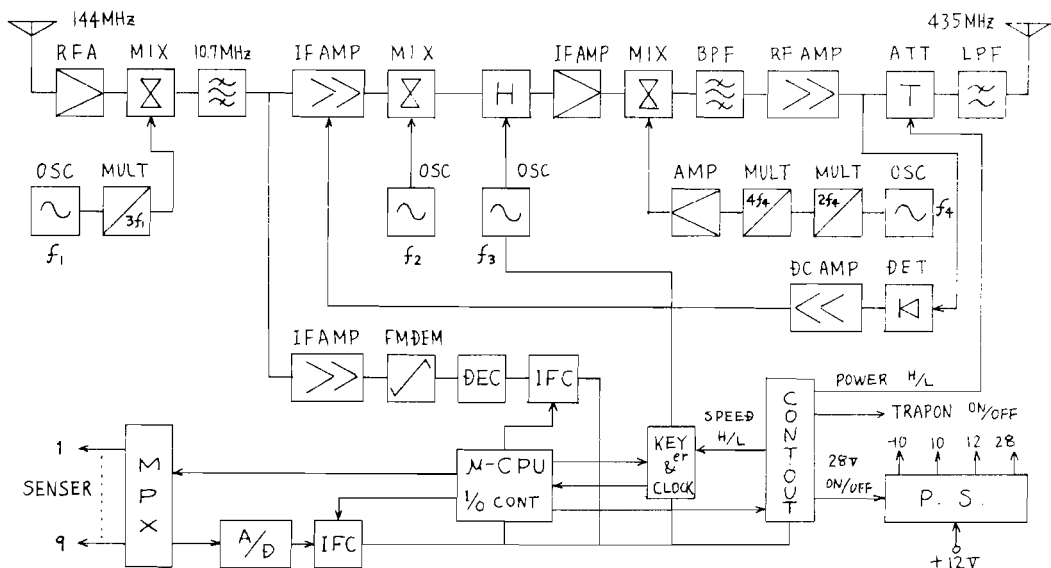 144MHz
435MHz
RFA
MIX
10.7MHz
IFAMP
MIX
IFAMP
MIX
BPF
RF AMP
ATT
LPF
H
T
OSC
MULT
3f1
f1
OSC
f2
OSC
f3
AMP
MULT
4f4
MULT
2f4
OSC
f4
DC AMP
DET
IFAMP
FMDEM
DEC
IFC
POWER H/L
TRAPON ON/OFF
SPEED
H/L
CONT.OUT
-10
10
12
28
28V
ON/OFF
P. S.
+12V
KEY er
&
CLOCK
μ-CPU
I/O CONT
1
SENSER
9
MPX
A/D
IFC